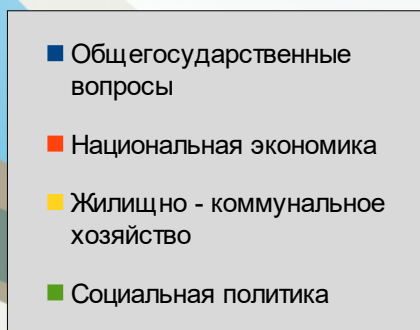 Общегосударственные
вопросы
Национальная экономика
Жилищно - коммунальное
хозяйство
Социальная политика